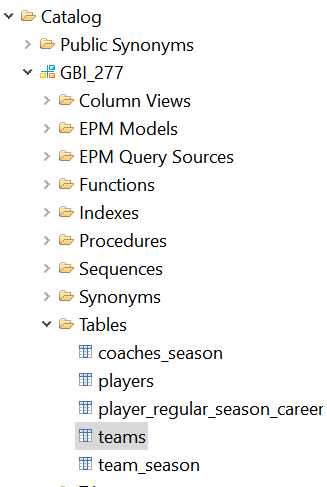 Catalog
Public Synonyms
GBI_277
Column Views
EPM Models
EPM Query Sources
Functions
Indexes
Procedures
Sequences
Synonyms
Tables
coaches_season
players
player_regular_season_career
teams
team_season